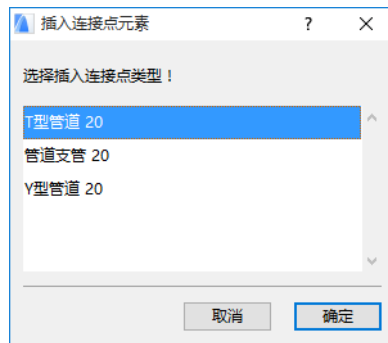 插入连接点元素
?
选择插入连接点类型！
T型管道 20
管道支管 20
Y型管道 20
取消
确定